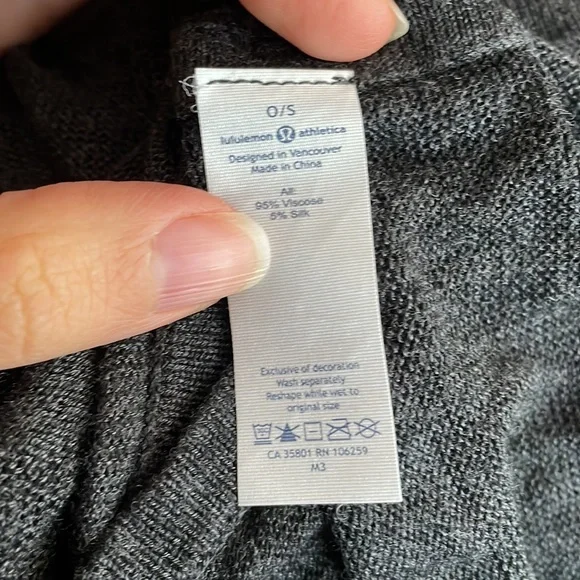 O/S
lululemon athletica
Designed in Vancouver
Made in China
All:
95% Viscose
5% Silk
Exclusive of decoration
Wash separately
Reshape while wet to
original size
CA 35801 RN 106259
M3